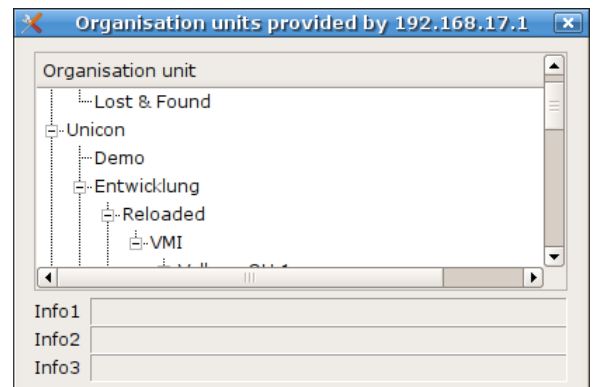 Organisation units provided by 192.168.17.1
Organisation unit
Lost & Found
Unicon
Demo
Entwicklung
Reloaded
VMI
Info1
Info2
Info3